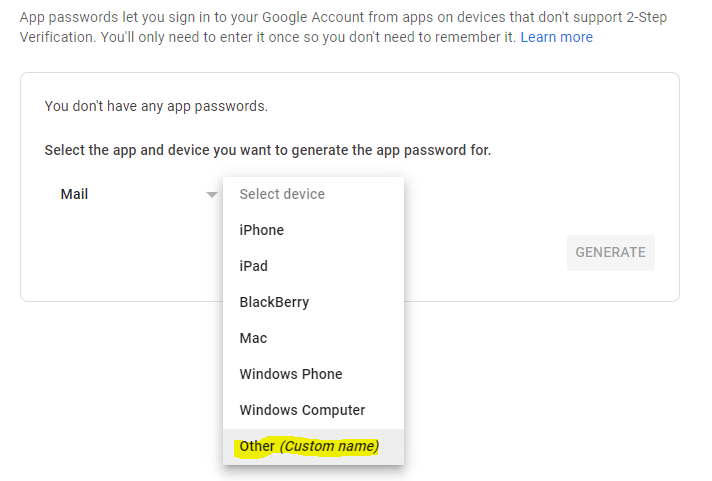 App passwords let you sign in to your Google Account from apps on devices that don't support 2-Step
Verification. You'll only need to enter it once so you don't need to remember it. Learn more
You don't have any app passwords.
Select the app and device you want to generate the app password for.
Mail
Select device
iPhone
iPad
BlackBerry
Mac
Windows Phone
Windows Computer
Other (Custom name)
GENERATE